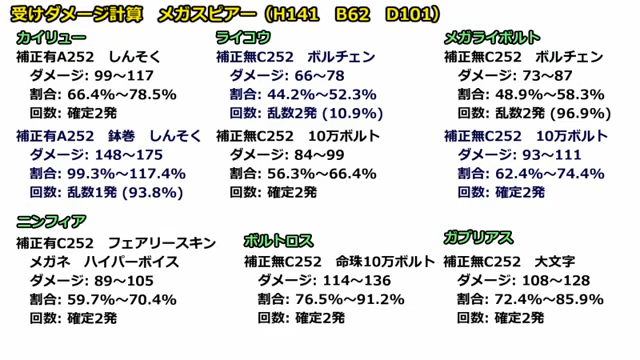 受けダメージ計算　メガスピアー（H141　B62　D101）
カイリュー
補正有A252　しんそく
ダメージ: 99～117
割合: 66.4%～78.5%
回数: 確定2発
補正有A252　鉢巻　しんそく
ダメージ: 148～175
割合: 99.3%～117.4%
回数: 乱数1発 (93.8%)
ライコウ
補正無C252　ボルチェン
ダメージ: 66～78
割合: 44.2%～52.3%
回数: 乱数2発 (10.9%)
補正無C252　10万ボルト
ダメージ: 84～99
割合: 56.3%～66.4%
回数: 確定2発
メガライボルト
補正無C252　ボルチェン
ダメージ: 73～87
割合: 48.9%～58.3%
回数: 乱数2発 (96.9%)
補正無C252　10万ボルト
ダメージ: 93～111
割合: 62.4%～74.4%
回数: 確定2発
ニンフィア
補正有C252　フェアリースキン
メガネ　ハイパーボイス
ダメージ: 89～105
割合: 59.7%～70.4%
回数: 確定2発
ボルトロス
補正無C252　命珠10万ボルト
ダメージ: 114～136
割合: 76.5%～91.2%
回数: 確定2発
ガブリアス
補正無C252　大文字
ダメージ: 108～128
割合: 72.4%～85.9%
回数: 確定2発